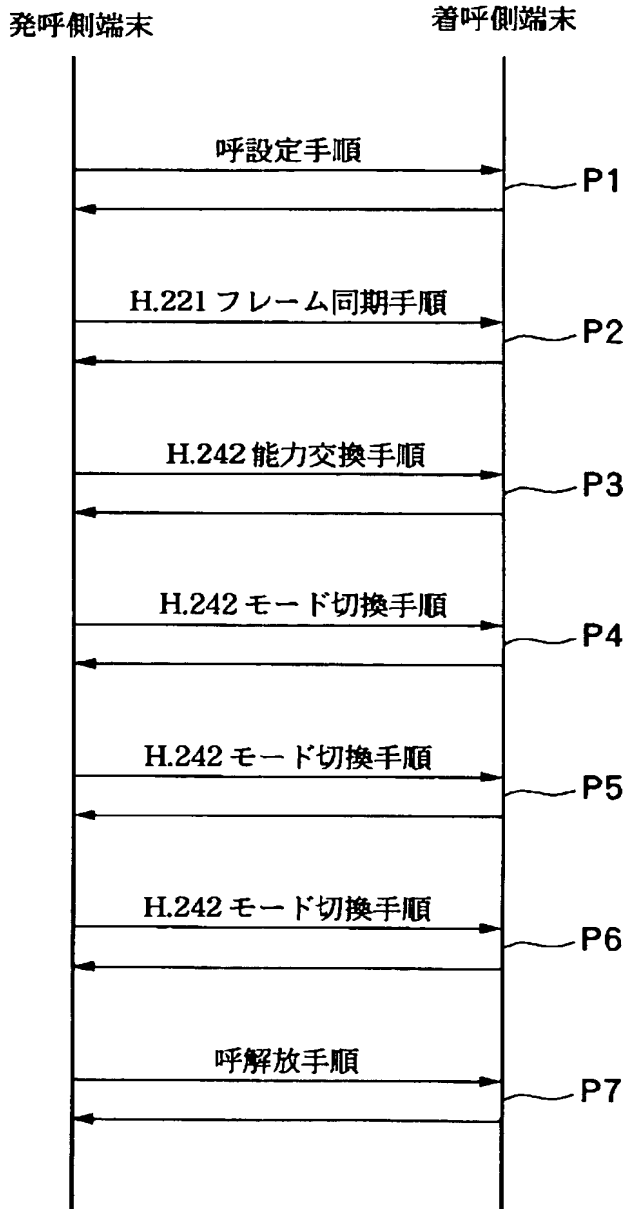 発呼側端末
着呼側端末
呼設定手順
P1
H.221 フレーム同期手順
P2
H.242 能力交換手順
P3
H.242 モード切換手順
P4
H.242 モード切換手順
P5
H.242 モード切換手順
P6
呼解放手順
P7